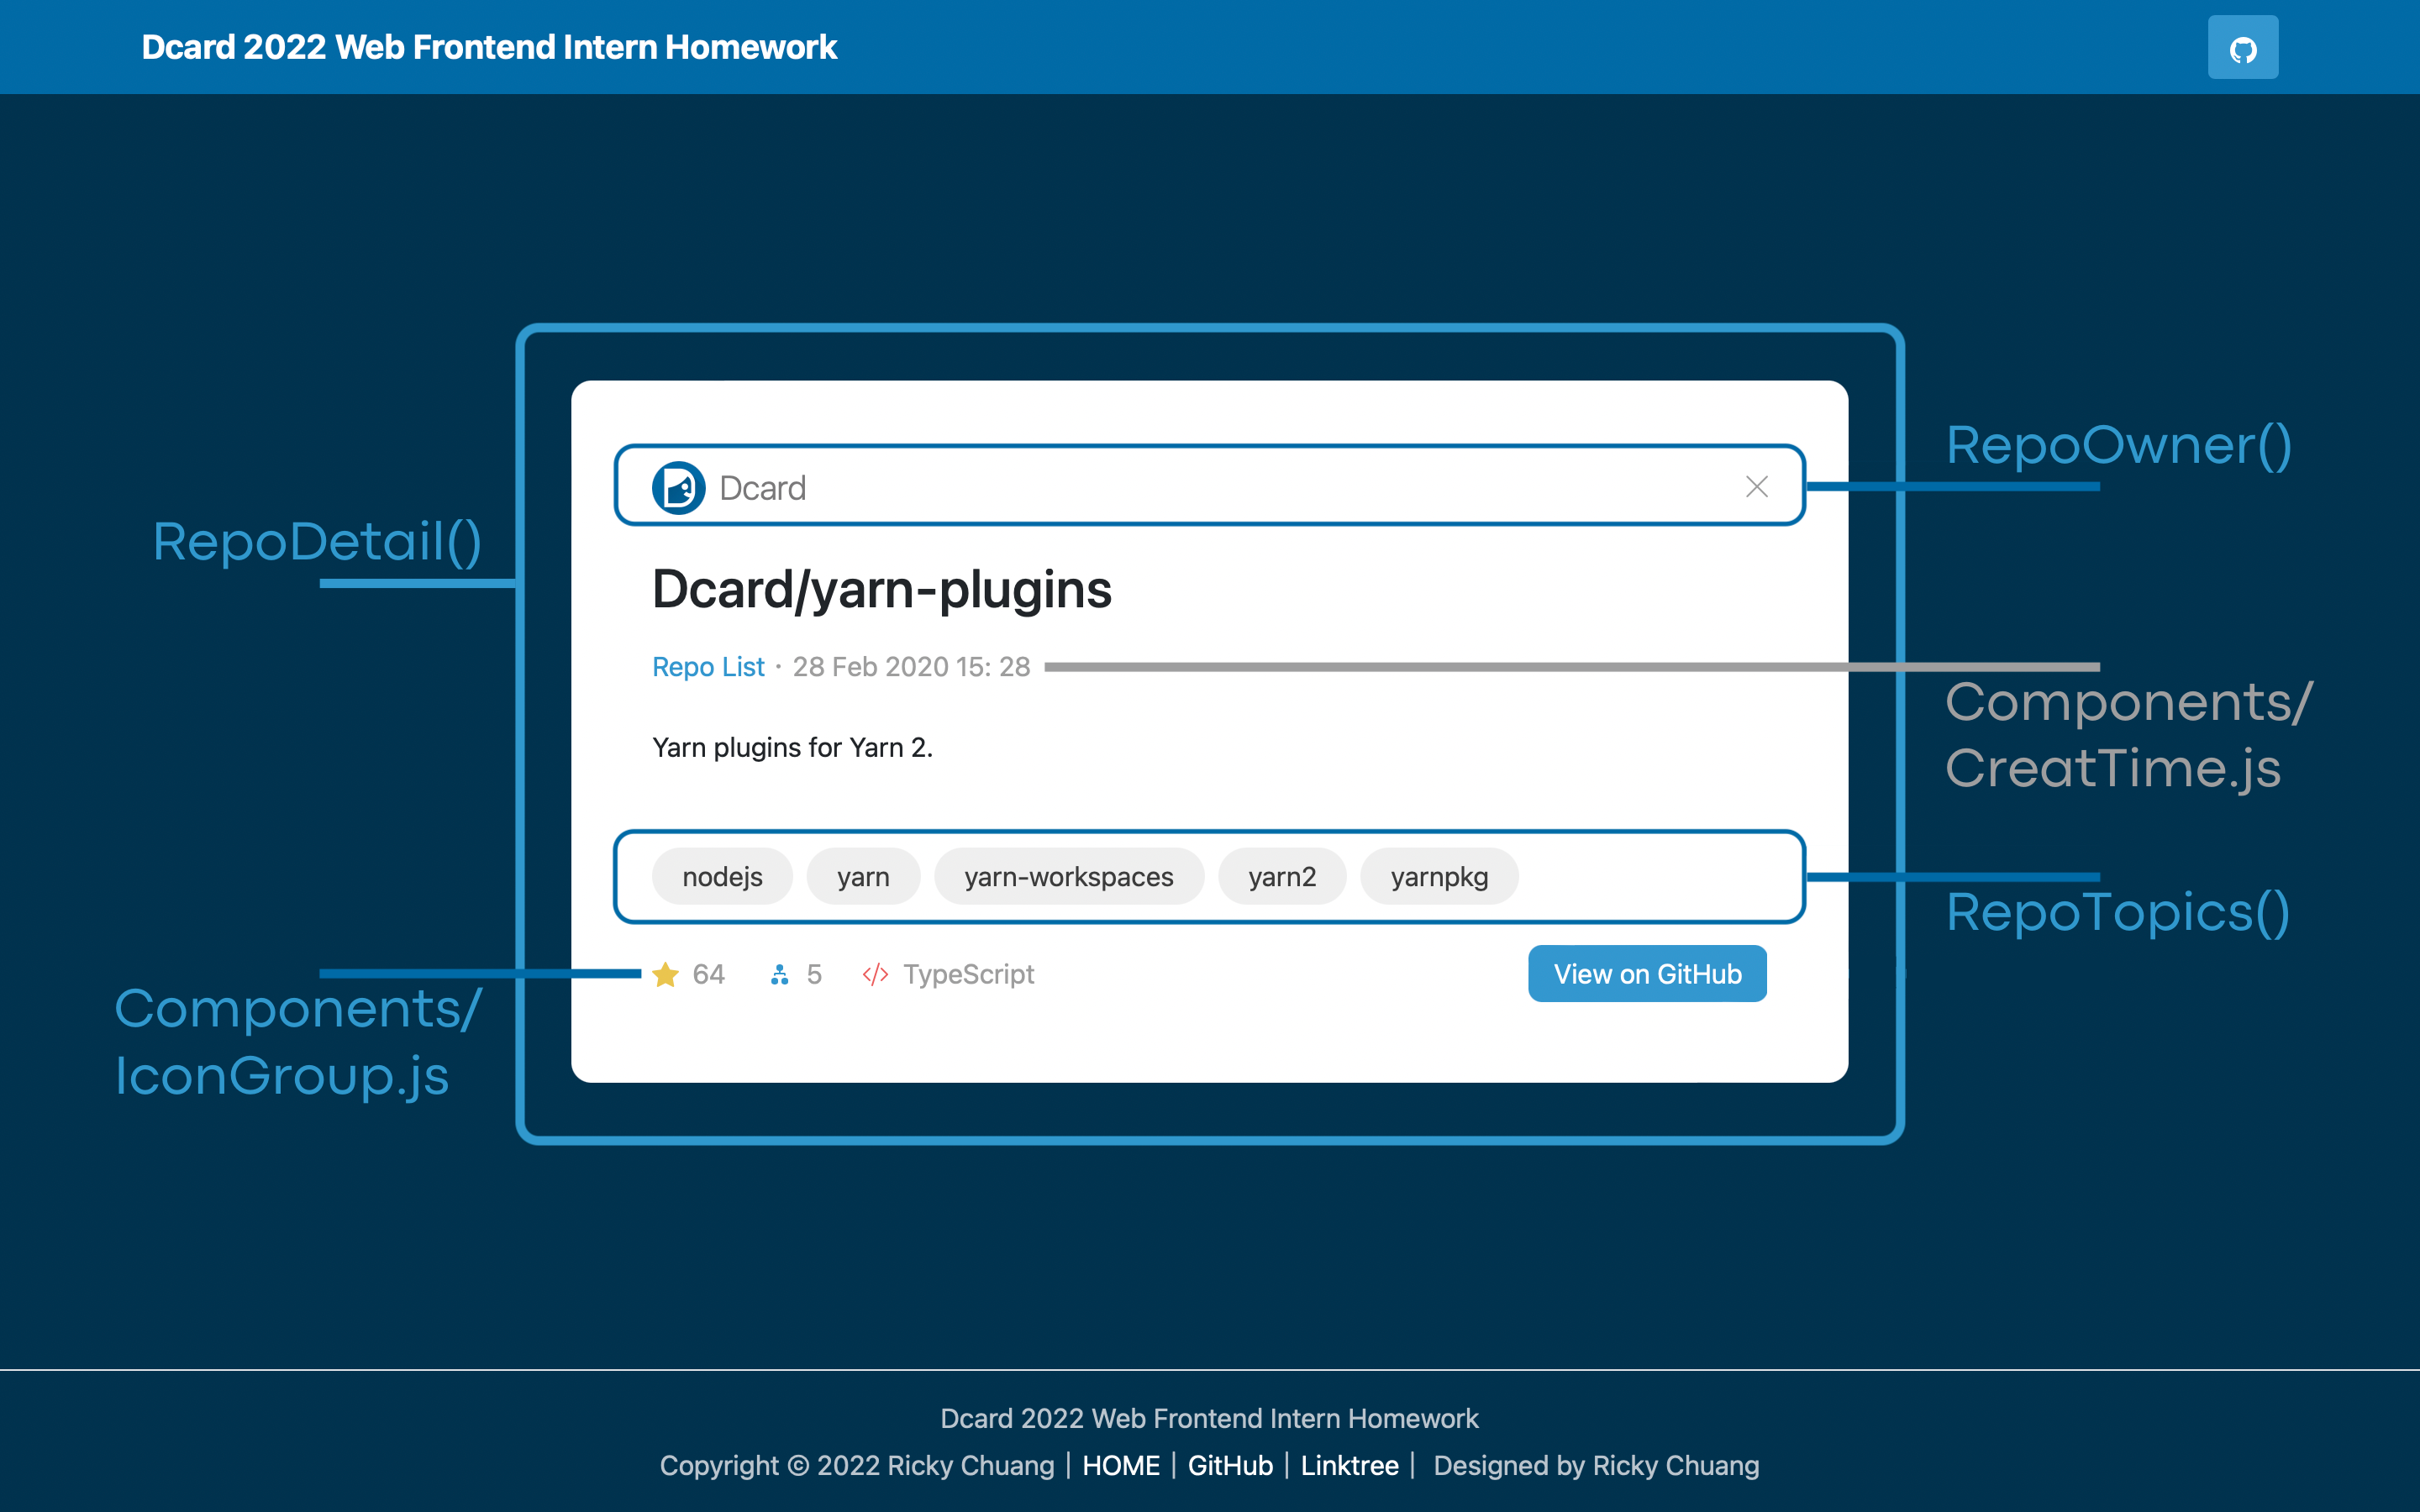 Dcard 2022 Web Frontend Intern Homework
RepoOwner()
Dcard
RepoDetail()
Dcard/yarn-plugins
Repo List · 28 Feb 2020 15: 28
Components/
CreatTime.js
Yarn plugins for Yarn 2.
nodejs yarn yarn-workspaces yarn2 yarnpkg
RepoTopics()
64 5 </> TypeScript View on GitHub
Components/
IconGroup.js
Dcard 2022 Web Frontend Intern Homework
Copyright © 2022 Ricky Chuang | HOME | GitHub | Linktree | Designed by Ricky Chuang